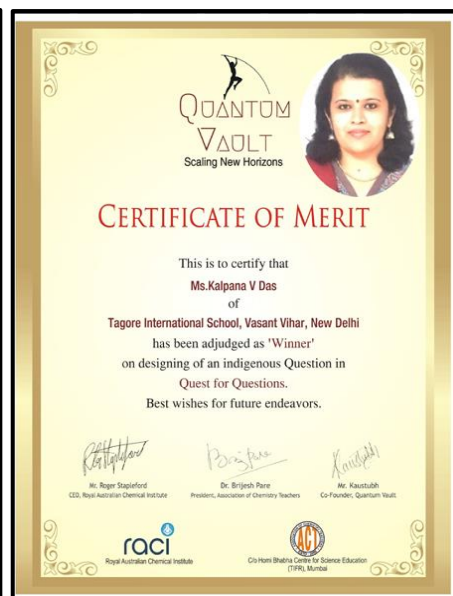 QUANTUM
VAULT
Scaling New Horizons
CERTIFICATE OF MERIT
This is to certify that
Ms.Kalpana V Das
of
Tagore International School, Vasant Vihar, New Delhi
has been adjudged as 'Winner'
on designing of an indigenous Question in
Quest for Questions.
Best wishes for future endeavors.
Mr. Roger Stapleford
CEO, Royal Australian Chemical Institute
Dr. Brijesh Pare
President, Association of Chemistry Teachers
Mr. Kaustubh
Co-Founder, Quantum Vault
raci
Royal Australian Chemical Institute
ACT
C/o Homi Bhabha Centre for Science Education
(TIFR), Mumbai